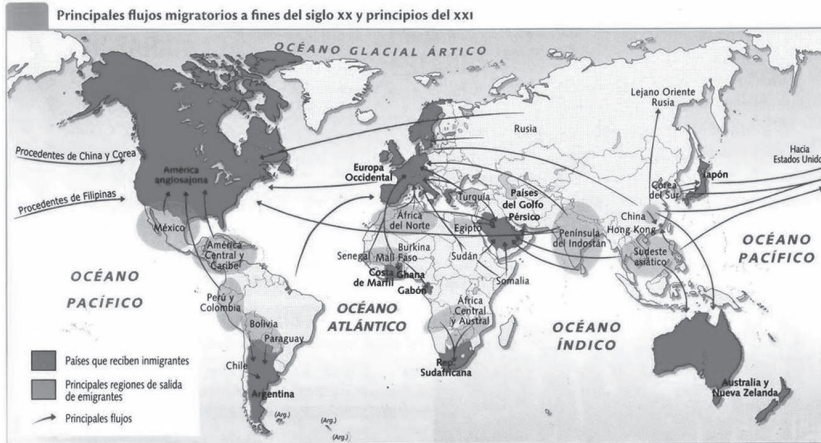 Principales flujos migratorios a fines del siglo XX y principios del XXI
OCÉANO GLACIAL ÁRTICO
Lejano Oriente
Rusia
Rusia
Procedentes de China y Corea
Hacia
Estados Unido
América
anglosajona
Europa
Occidental
Japón
Corea
del Sur
Procedentes de Filipinas
Turquía
Países
del Golfo
Pérsico
África
del Norte
Egipto
China
Hong Kong
Península
del Indostán
México
América
Central y
Caribe
Senegal
Malí
Burkina
Faso
Sudán
Sudeste
asiático
OCÉANO
PACÍFICO
OCÉANO
PACÍFICO
Costa
de Marfil
Ghana
Gabón
Somalia
Perú y
Colombia
OCÉANO
ATLÁNTICO
África
Central y
Austral
OCÉANO
ÍNDICO
Bolivia
Paraguay
Países que reciben inmigrantes
Chile
Rep.
Sudafricana
Principales regiones de salida
de emigrantes
Argentina
Australia y
Nueva Zelanda
Principales flujos
(Arg.)
(Arg.)
(Arg.)